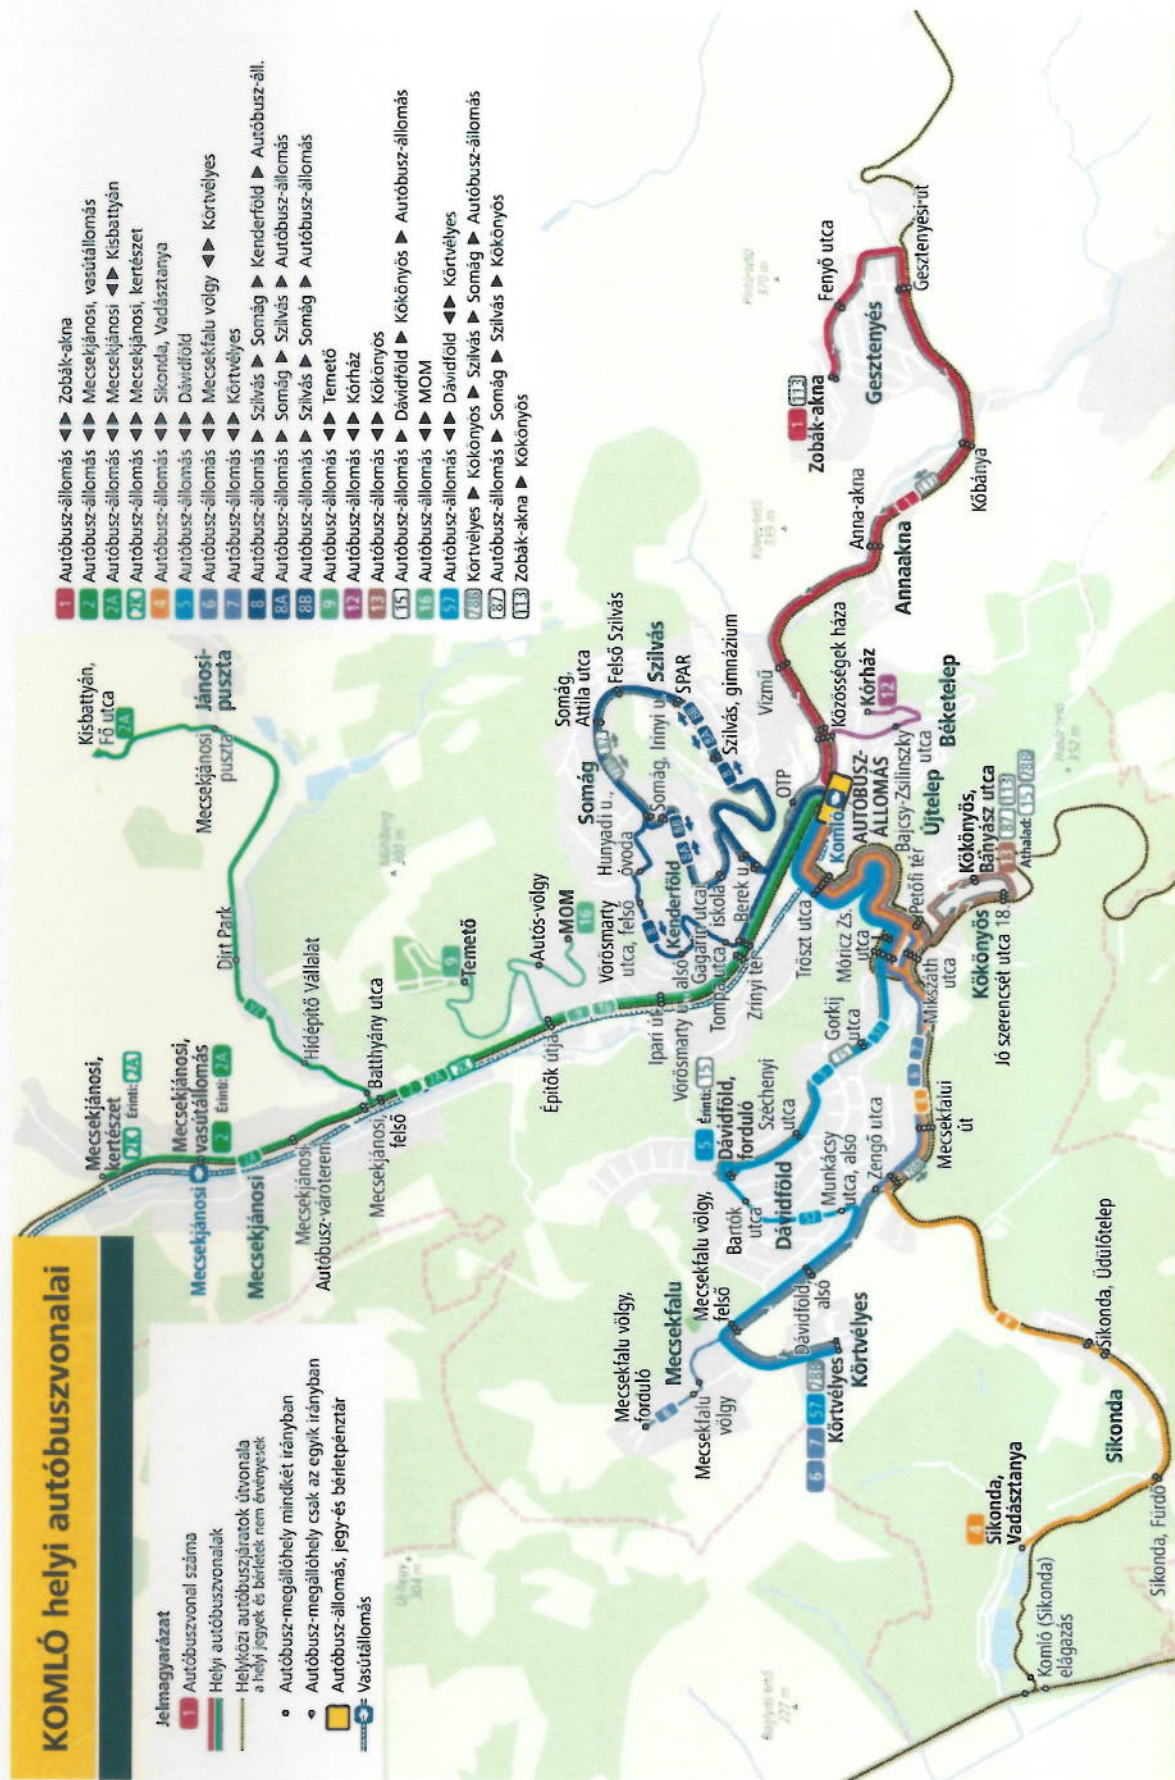 KOMLÓ helyi autóbuszvonalai
Jelmagyarázat
1 Autóbuszvonal száma
Helyi autóbuszvonalak
Helyközi autóbuszjáratok útvonala
a helyi jegyek és bérletek nem érvényesek
Autóbusz-megállóhely mindkét irányban
Autóbusz-megállóhely csak az egyik irányban
Autóbusz-állomás, jegy-és bérletpénztár
Vasútállomás
1 Autóbusz-állomás ◀▶ Zobák-akna
2 Autóbusz-állomás ◀▶ Mecsekjánosi, vasútállomás
2A Autóbusz-állomás ◀▶ Mecsekjánosi ◀▶ Kisbattyán
2K Autóbusz-állomás ◀▶ Mecsekjánosi, kertészet
4 Autóbusz-állomás ◀▶ Sikonda, Vadásztanya
5 Autóbusz-állomás ◀▶ Dávidföld
6 Autóbusz-állomás ◀▶ Mecsekfalu völgy ◀▶ Körtvélyes
7 Autóbusz-állomás ◀▶ Körtvélyes
8 Autóbusz-állomás ▶ Szilvás ▶ Somág ▶ Kenderföld ▶ Autóbusz-áll.
8A Autóbusz-állomás ▶ Somág ▶ Szilvás ▶ Autóbusz-állomás
8B Autóbusz-állomás ▶ Szilvás ▶ Somág ▶ Autóbusz-állomás
9 Autóbusz-állomás ◀▶ Temető
12 Autóbusz-állomás ◀▶ Kórház
13 Autóbusz-állomás ◀▶ Kökönyös
15 Autóbusz-állomás ▶ Dávidföld ▶ Kökönyös ▶ Autóbusz-állomás
16 Autóbusz-állomás ◀▶ MOM
57 Autóbusz-állomás ◀▶ Dávidföld ◀▶ Körtvélyes
78B Körtvélyes ▶ Kökönyös ▶ Szilvás ▶ Somág ▶ Autóbusz-állomás
87 Autóbusz-állomás ▶ Somág ▶ Szilvás ▶ Kökönyös
113 Zobák-akna ▶ Kökönyös
Mecsekjánosi,
kertészet
2K Érinti: 2A
Mecsekjánosi,
vasútállomás
2 Érinti: 2A
Mecsekjánosi
Mecsekjánosi
Mecsekjánosi
Autóbusz-váróterem
Mecsekjánosi,
felső
Batthyány utca
Hídépítő Vállalat
Dirt Park
Mecsekjánosi
puszta
Jánosi-
puszta
Kisbattyán,
Fő utca
2A
Építők útja
9
Temető
Autós-völgy
MOM
16
Ipari út
Vörösmarty u., alsó
Vörösmarty
utca, felső
Kenderföld
Gagarin utca
Tompa utca, iskola
Zrínyi tér
Berek u.
Hunyadi u.,
óvoda
Somág
Somág, Irinyi u.
Somág,
Attila utca
Felső Szilvás
Szilvás
SPAR
Szilvás, gimnázium
OTP
Komló
AUTÓBUSZ-
ÁLLOMÁS
Közösségek háza
Vízmű
Kórház
12
Bajcsy-Zsilinszky
utca
Béketelep
Újtelep
Anna-akna
Annaakna
Kőbánya
Gesztenyési út
Gesztenyés
Fenyő utca
1 113
Zobák-akna
Tröszt utca
Móricz Zs.
utca
Petőfi tér
Mikszáth
utca
Kökönyös
Kökönyös,
Bányász utca
13 87 113
Áthalad: 15 78B
Jó szerencsét utca 18.
Gorkij
utca
Széchenyi
utca
5 Érinti: 15
Dávidföld,
forduló
Bartók
utca
Dávidföld
Munkácsy
utca, alsó
Zengő utca
Mecsekfalui
út
Dávidföld,
alsó
Mecsekfalu völgy,
felső
Mecsekfalu
Mecsekfalu völgy,
forduló
Mecsekfalu
völgy
6 7 57 78B
Körtvélyes
Körtvélyes
Sikonda, Üdülőtelep
Sikonda
Sikonda, Fürdő
4
Sikonda,
Vadásztanya
Komló (Sikonda)
elágazás